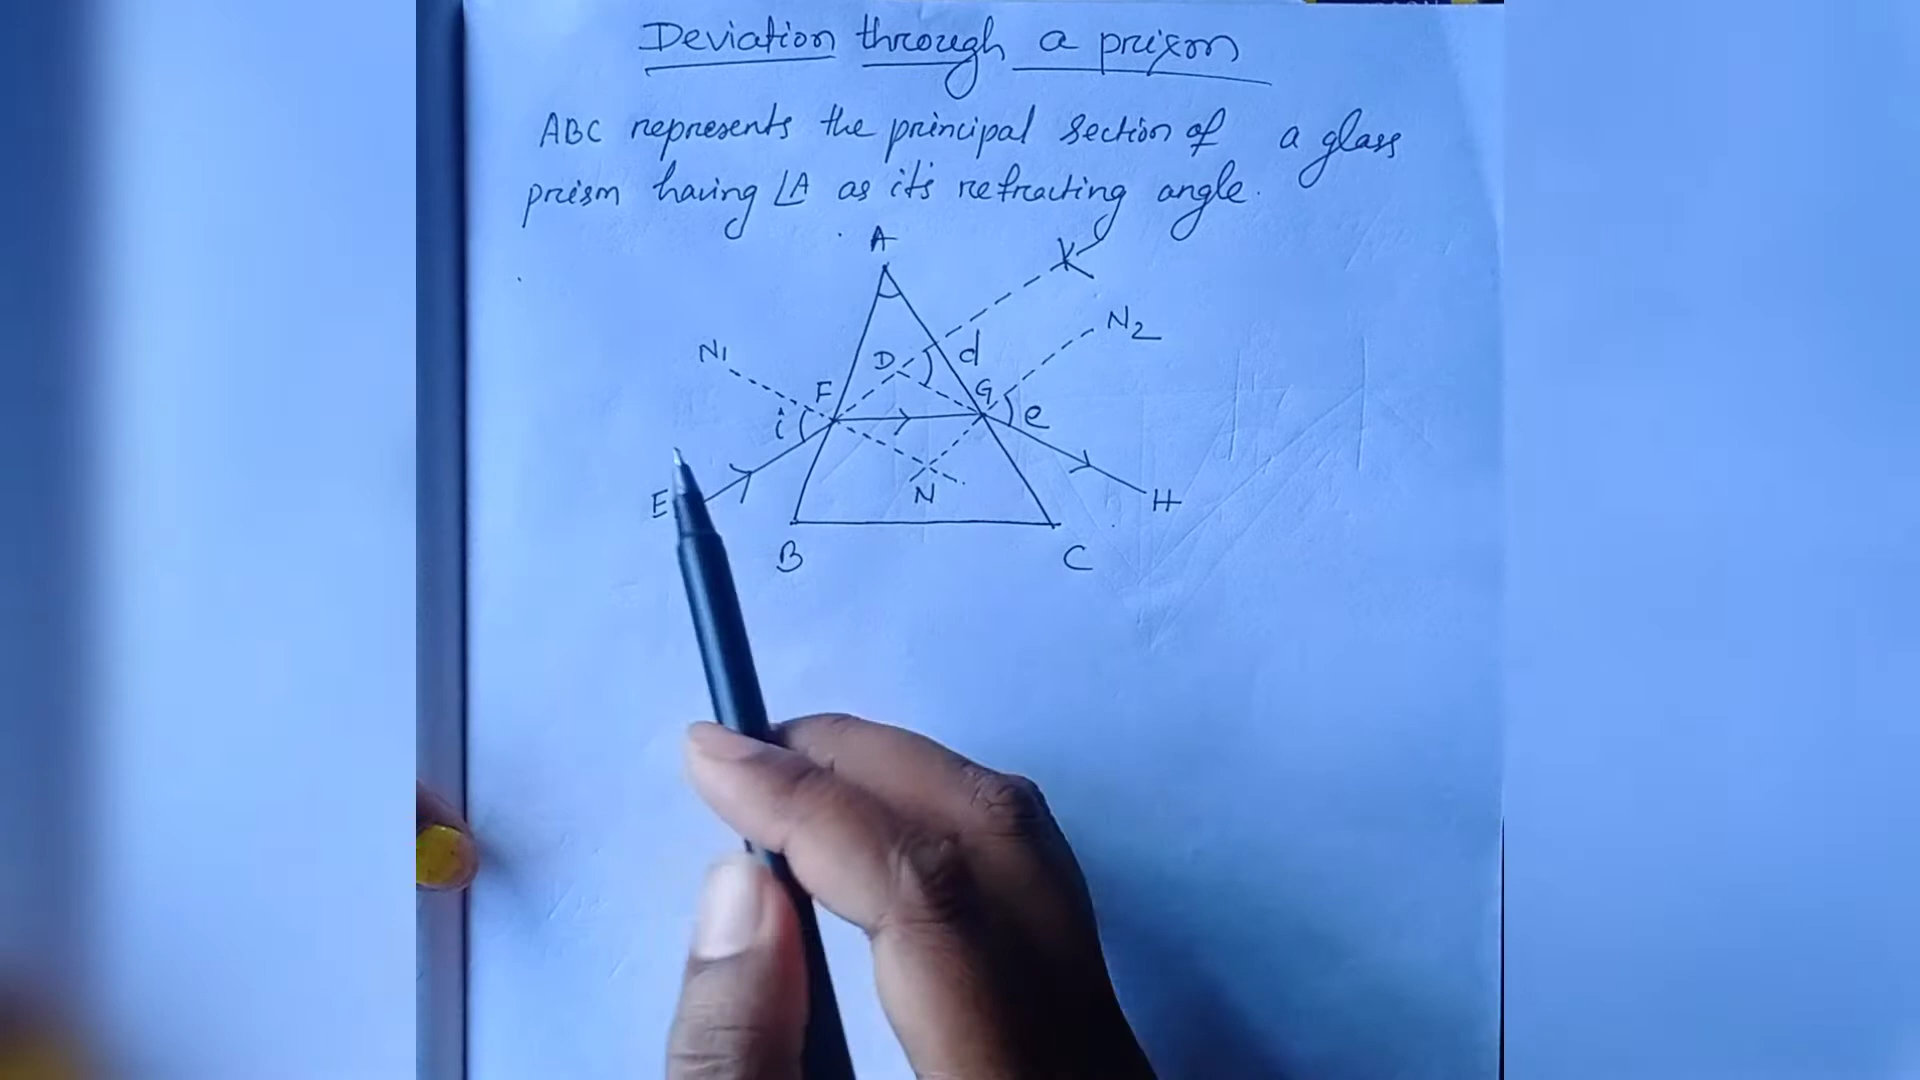 Deviation through a prism
ABC represents the principal section of a glass
prism having ∠A as it's refracting angle.
A
K
N₁
N₂
D
d
F
G
i
e
E
N
H
B
C